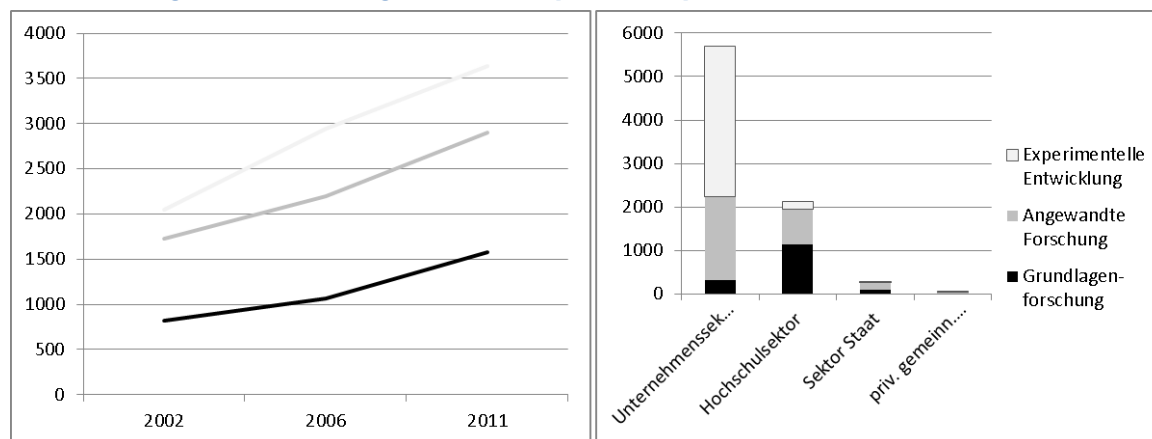 4000
3500
3000
2500
2000
1500
1000
500
0
2002
2006
2011
6000
5000
4000
3000
2000
1000
0
Unternehmenssek...
Hochschulsektor
Sektor Staat
priv. gemeinn....
Experimentelle
Entwicklung
Angewandte
Forschung
Grundlagen-
forschung